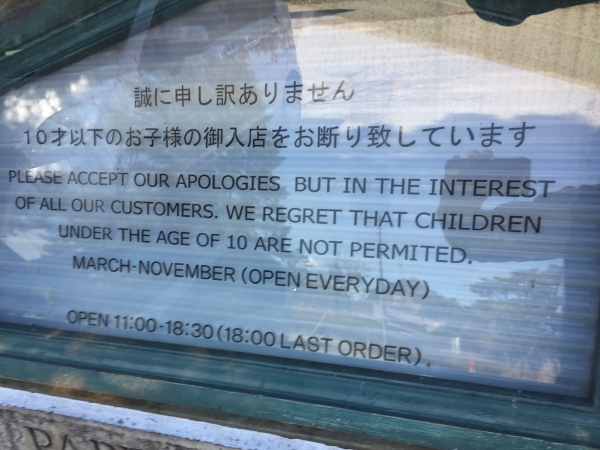 誠に申し訳ありません
10才以下のお子様の御入店をお断り致しています
PLEASE ACCEPT OUR APOLOGIES BUT IN THE INTEREST
OF ALL OUR CUSTOMERS. WE REGRET THAT CHILDREN
UNDER THE AGE OF 10 ARE NOT PERMITED.
MARCH-NOVEMBER (OPEN EVERYDAY)
OPEN 11:00-18:30 (18:00 LAST ORDER).